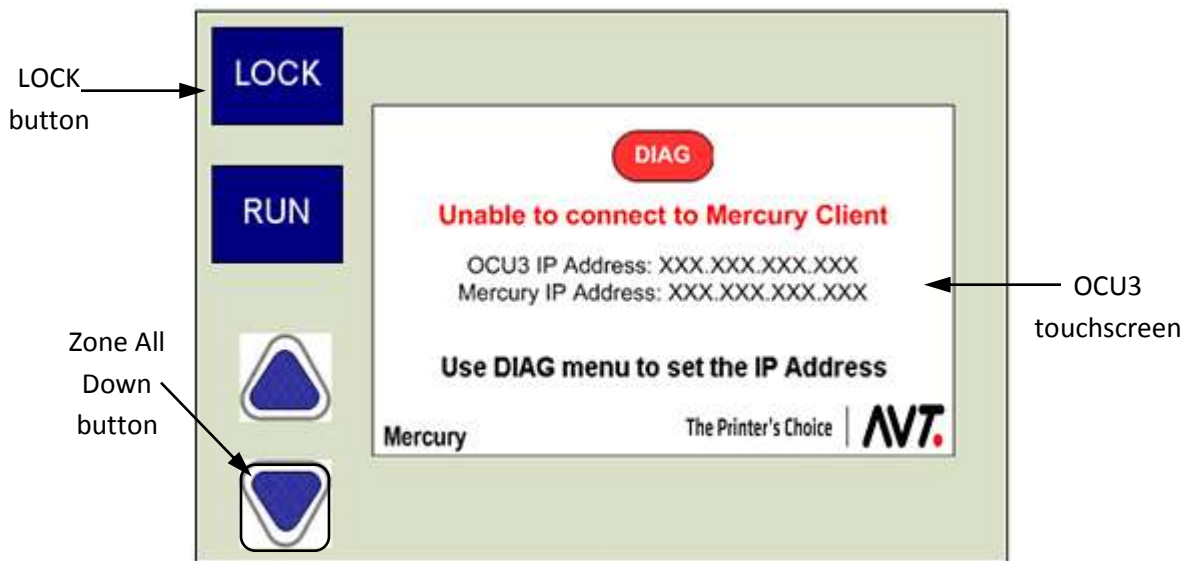 LOCK
button
LOCK
RUN
Zone All
Down
button
DIAG
Unable to connect to Mercury Client
OCU3 IP Address: XXX.XXX.XXX.XXX
Mercury IP Address: XXX.XXX.XXX.XXX
Use DIAG menu to set the IP Address
Mercury
The Printer's Choice
AVT.
OCU3
touchscreen